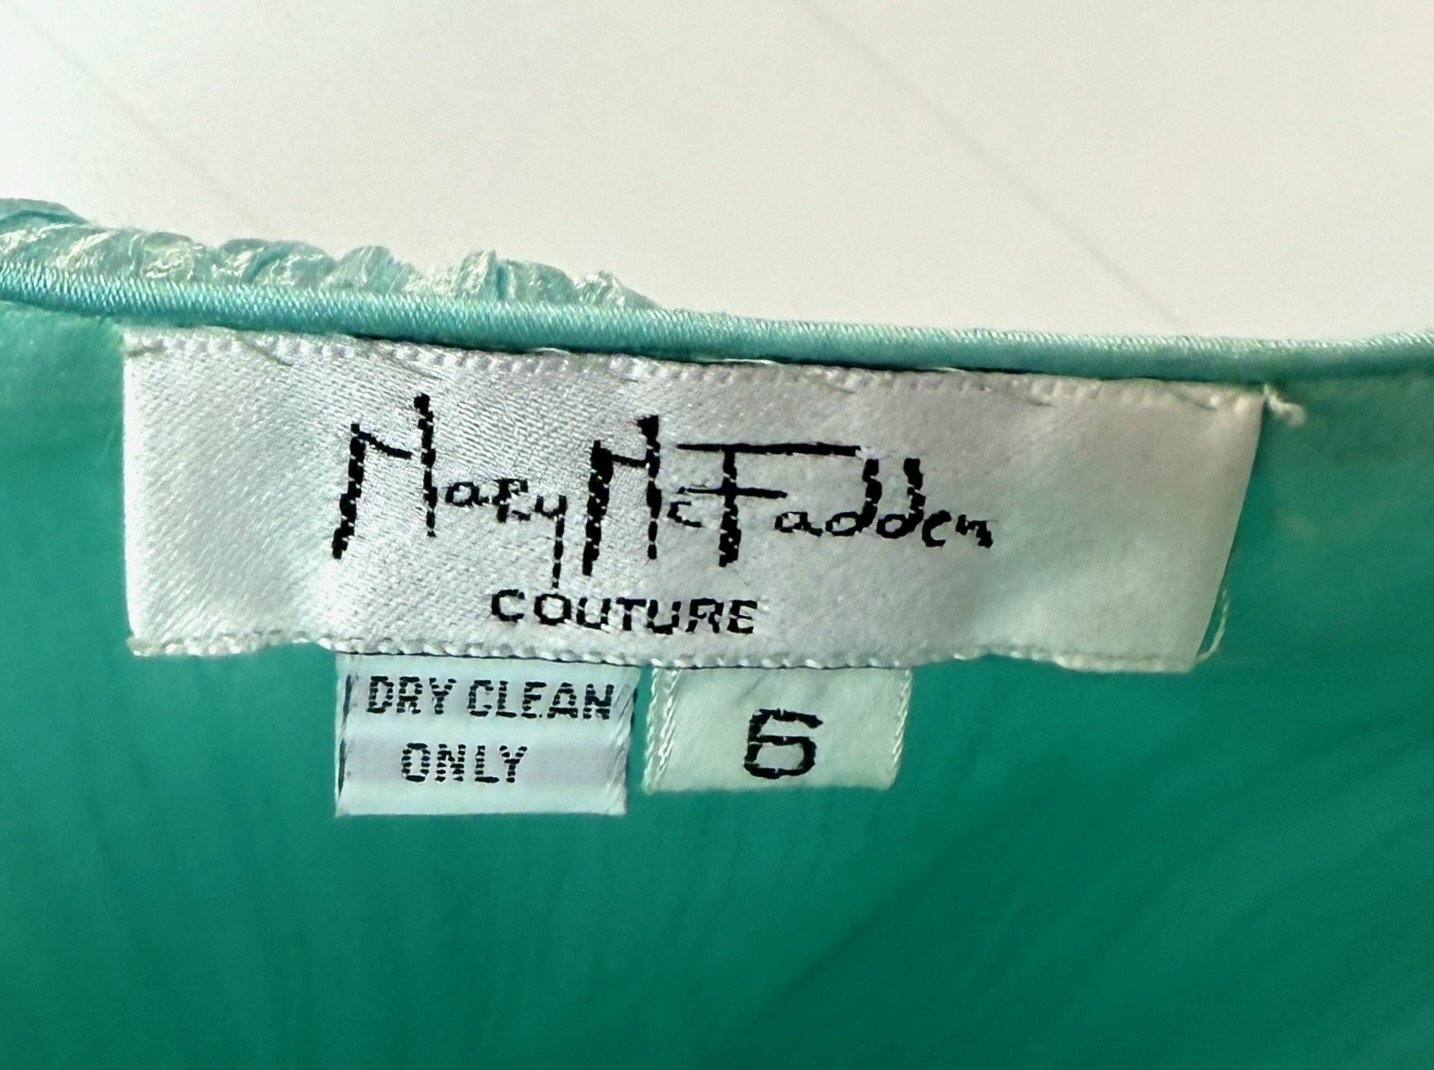 Mary McFadden
COUTURE
DRY CLEAN
ONLY
6